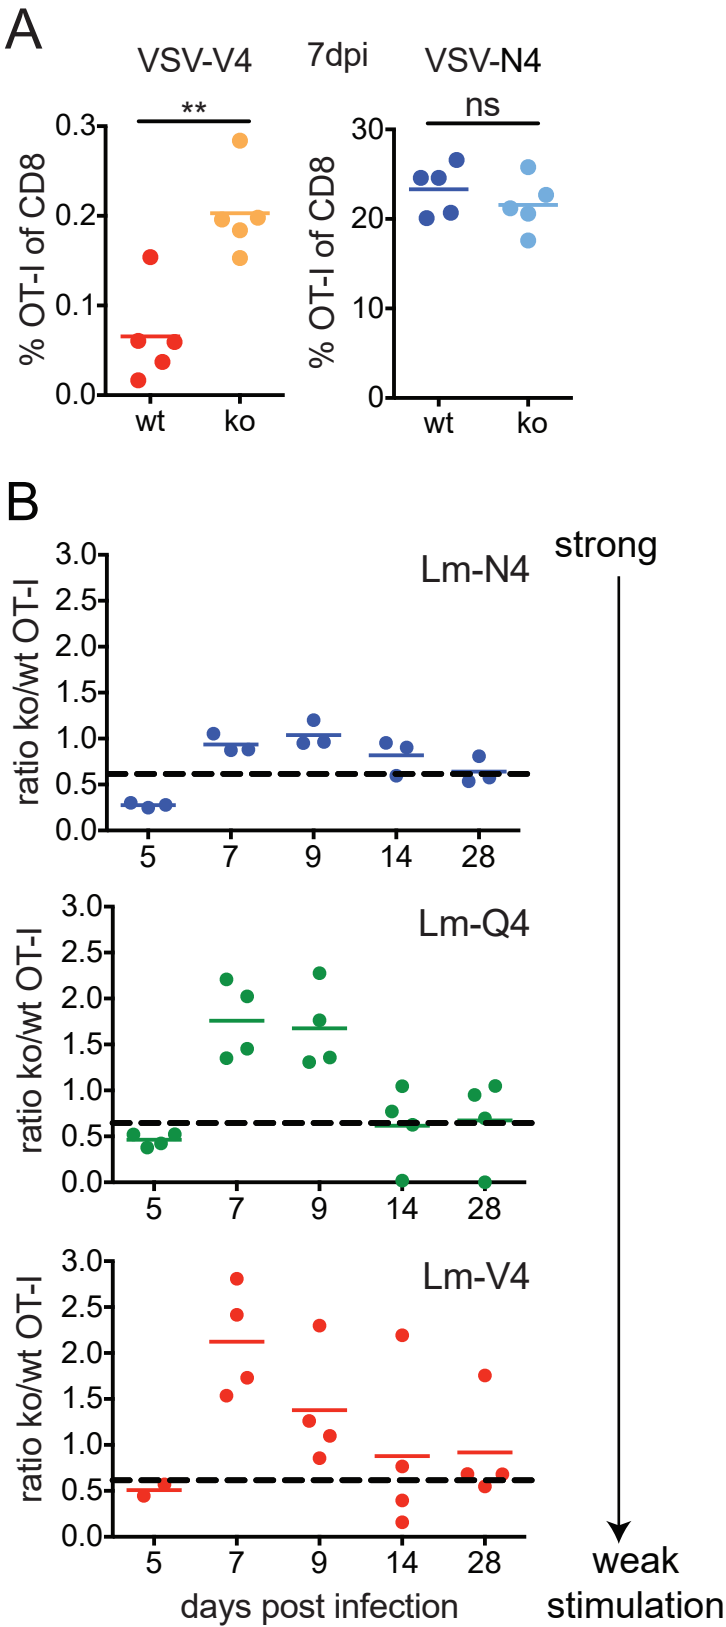 A
VSV-V4 7dpi VSV-N4
** ns
% OT-I of CD8
0.3
0.2
0.1
0.0
wt ko
% OT-I of CD8
30
20
10
0
wt ko
B
strong
Lm-N4
ratio ko/wt OT-I
3.0
2.5
2.0
1.5
1.0
0.5
0.0
5 7 9 14 28
Lm-Q4
ratio ko/wt OT-I
3.0
2.5
2.0
1.5
1.0
0.5
0.0
5 7 9 14 28
Lm-V4
ratio ko/wt OT-I
3.0
2.5
2.0
1.5
1.0
0.5
0.0
5 7 9 14 28
days post infection
weak
stimulation